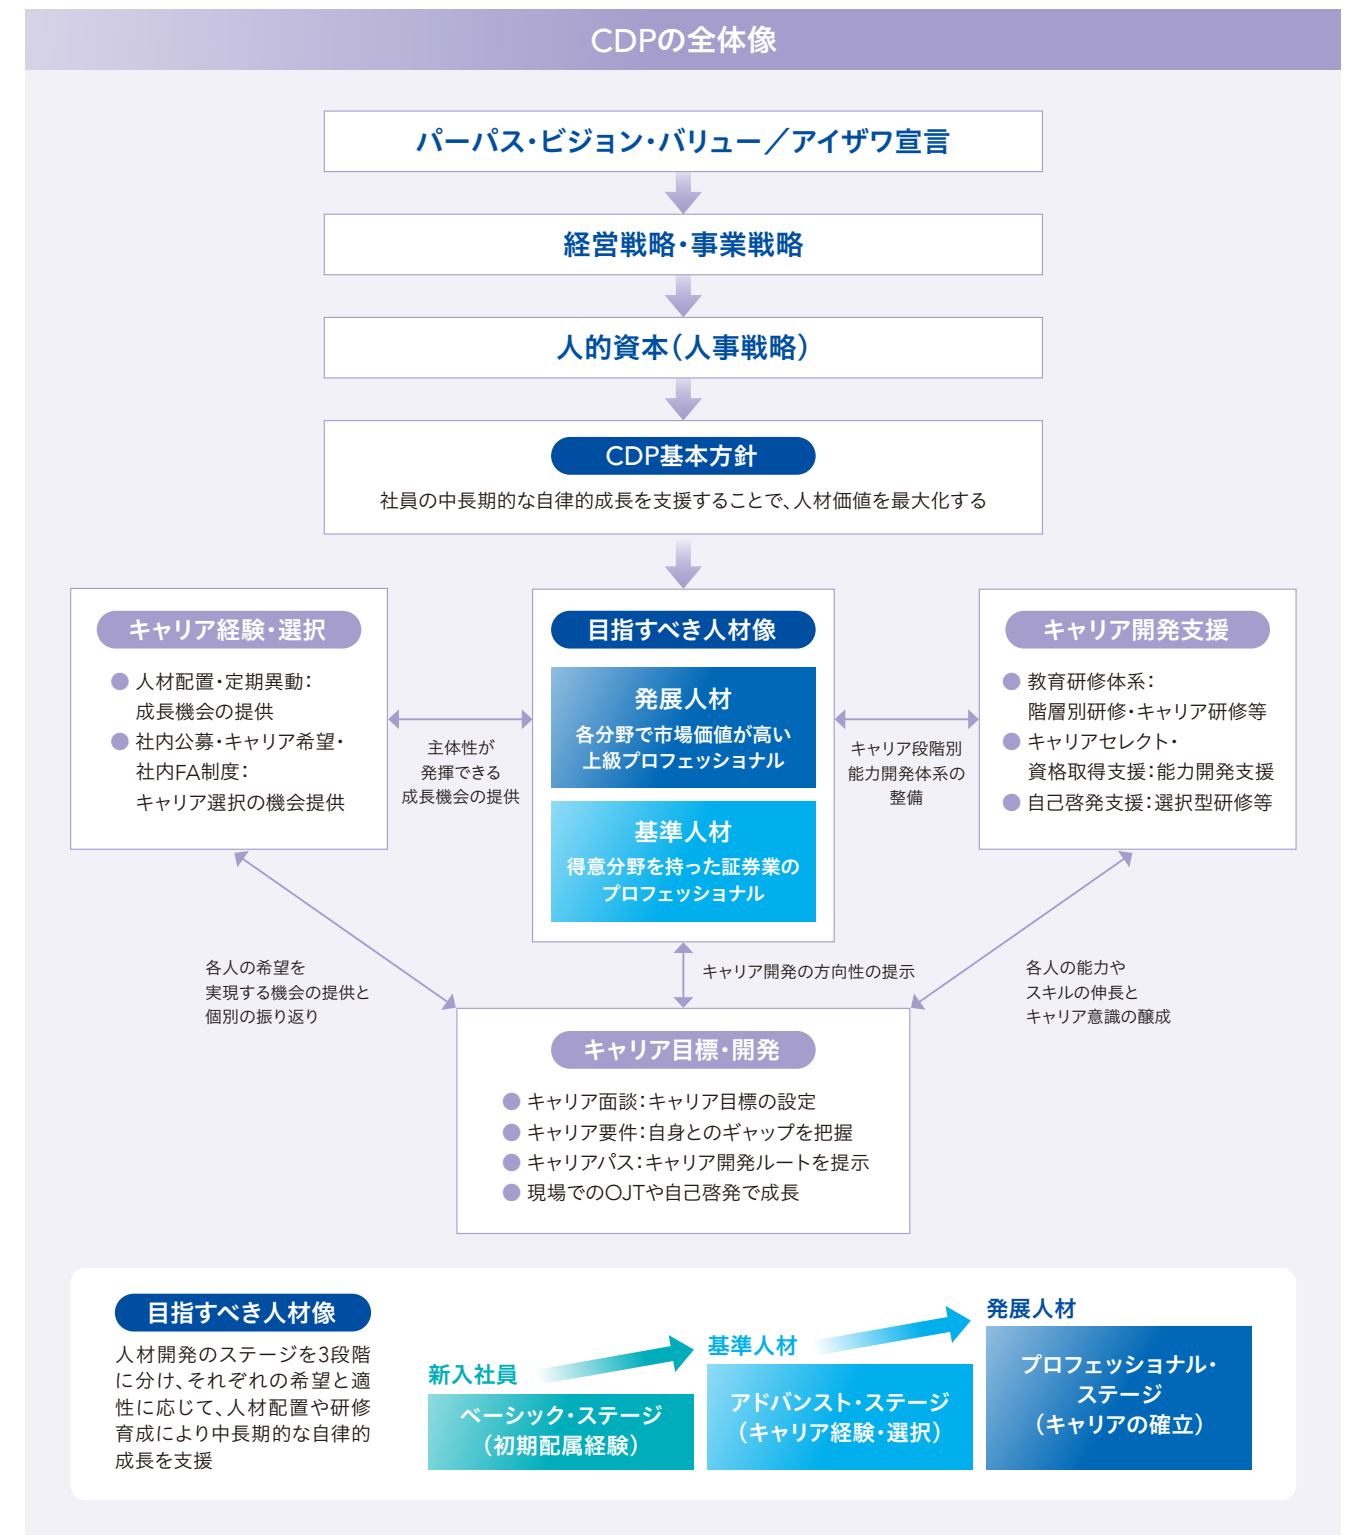 CDPの全体像
パーパス・ビジョン・バリュー／アイザワ宣言
経営戦略・事業戦略
人的資本（人事戦略）
CDP基本方針
社員の中長期的な自律的成長を支援することで、人材価値を最大化する
キャリア経験・選択
● 人材配置・定期異動：
成長機会の提供
● 社内公募・キャリア希望・
社内FA制度：
キャリア選択の機会提供
主体性が
発揮できる
成長機会の提供
目指すべき人材像
発展人材
各分野で市場価値が高い
上級プロフェッショナル
基準人材
得意分野を持った証券業の
プロフェッショナル
キャリア段階別
能力開発体系の
整備
キャリア開発支援
● 教育研修体系：
階層別研修・キャリア研修等
● キャリアセレクト・
資格取得支援：能力開発支援
● 自己啓発支援：選択型研修等
各人の希望を
実現する機会の提供と
個別の振り返り
キャリア開発の方向性の提示
各人の能力や
スキルの伸長と
キャリア意識の醸成
キャリア目標・開発
● キャリア面談：キャリア目標の設定
● キャリア要件：自身とのギャップを把握
● キャリアパス：キャリア開発ルートを提示
● 現場でのOJTや自己啓発で成長
目指すべき人材像
人材開発のステージを3段階
に分け、それぞれの希望と適
性に応じて、人材配置や研修
育成により中長期的な自律的
成長を支援
新入社員
ベーシック・ステージ
（初期配属経験）
基準人材
アドバンスト・ステージ
（キャリア経験・選択）
発展人材
プロフェッショナル・
ステージ
（キャリアの確立）